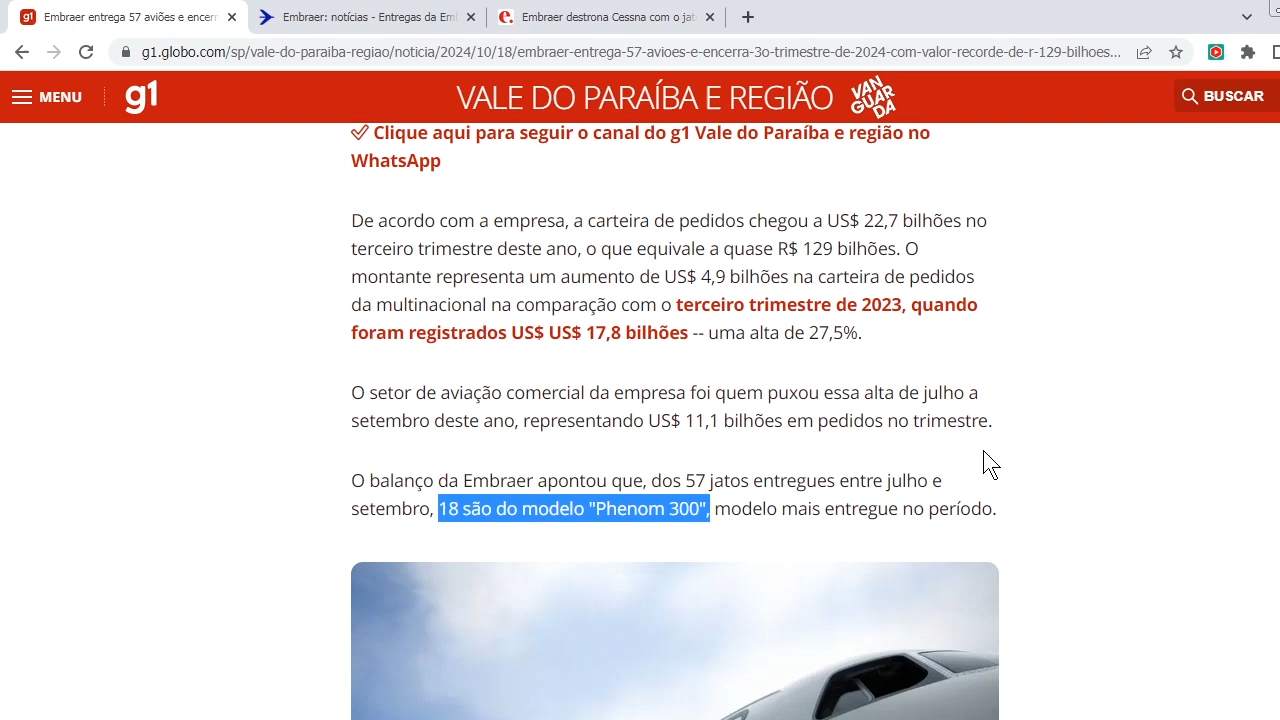 Embraer entrega 57 aviões e encerr
Embraer: notícias - Entregas da Em
Embraer destrona Cessna com o jat
g1.globo.com/sp/vale-do-paraiba-regiao/noticia/2024/10/18/embraer-entrega-57-avioes-e-encerra-3o-trimestre-de-2024-com-valor-recorde-de-r-129-bilhoes...
MENU
g1
VALE DO PARAÍBA E REGIÃO
VAN
GUAR
DA
BUSCAR
Clique aqui para seguir o canal do g1 Vale do Paraíba e região no
WhatsApp
De acordo com a empresa, a carteira de pedidos chegou a US$ 22,7 bilhões no
terceiro trimestre deste ano, o que equivale a quase R$ 129 bilhões. O
montante representa um aumento de US$ 4,9 bilhões na carteira de pedidos
da multinacional na comparação com o terceiro trimestre de 2023, quando
foram registrados US$ US$ 17,8 bilhões -- uma alta de 27,5%.
O setor de aviação comercial da empresa foi quem puxou essa alta de julho a
setembro deste ano, representando US$ 11,1 bilhões em pedidos no trimestre.
O balanço da Embraer apontou que, dos 57 jatos entregues entre julho e
setembro, 18 são do modelo "Phenom 300", modelo mais entregue no período.